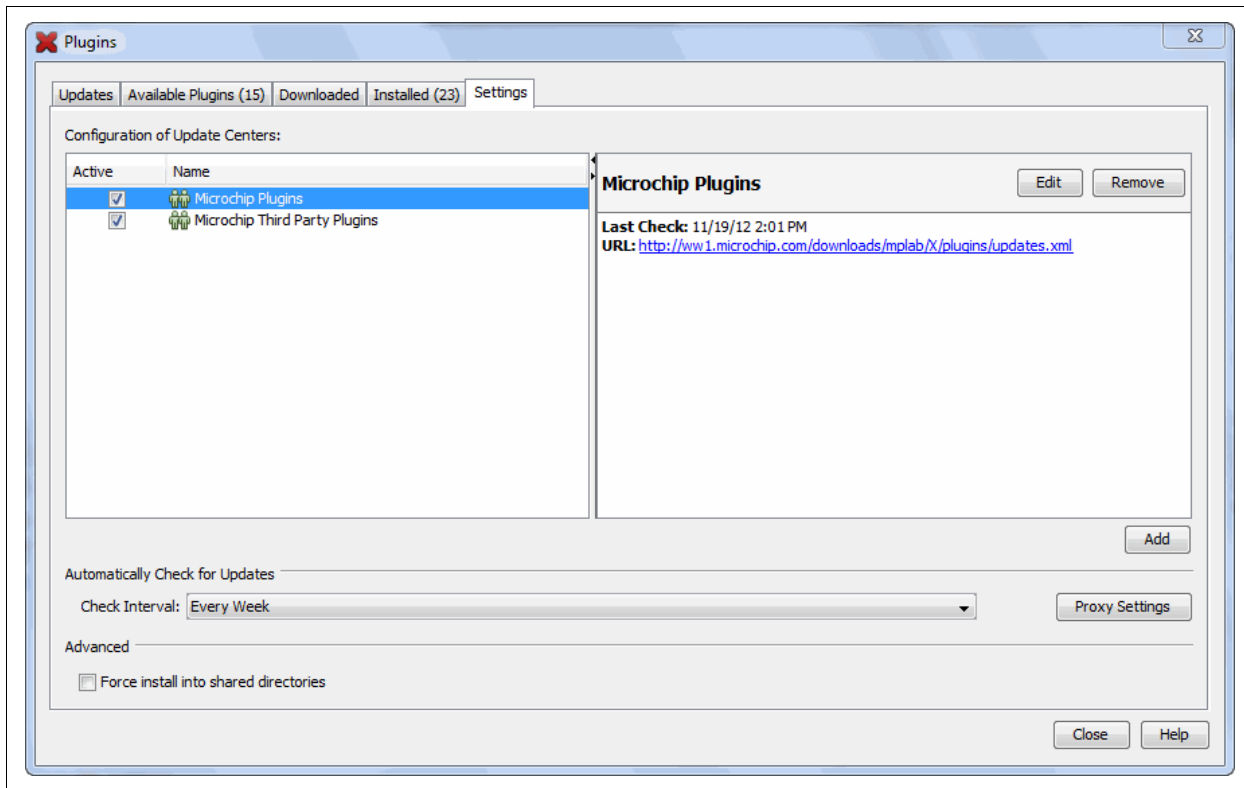 Plugins
Updates Available Plugins (15) Downloaded Installed (23) Settings
Configuration of Update Centers:
Active Name
Microchip Plugins
Microchip Third Party Plugins
Microchip Plugins Edit Remove
Last Check: 11/19/12 2:01 PM
URL: http://ww1.microchip.com/downloads/mplab/X/plugins/updates.xml
Add
Automatically Check for Updates
Check Interval: Every Week Proxy Settings
Advanced
Force install into shared directories
Close Help